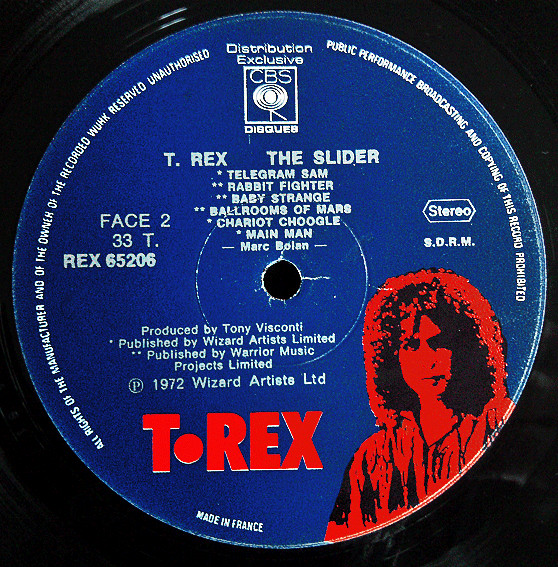 ALL RIGHTS OF THE MANUFACTURER AND OF THE OWNER OF THE RECORDED WORK RESERVED UNAUTHORISED
PUBLIC PERFORMANCE BROADCASTING AND COPYING OF THIS RECORD PROHIBITED
Distribution
Exclusive
CBS
DISQUES
T. REX THE SLIDER
* TELEGRAM SAM
** RABBIT FIGHTER
** BABY STRANGE
** BALLROOMS OF MARS
* CHARIOT CHOOGLE
* MAIN MAN
— Marc Bolan —
FACE 2
33 T.
REX 65206
Stereo
S.D.R.M.
Produced by Tony Visconti
* Published by Wizard Artists Limited
** Published by Warrior Music
Projects Limited
℗ 1972 Wizard Artists Ltd
T•REX
MADE IN FRANCE